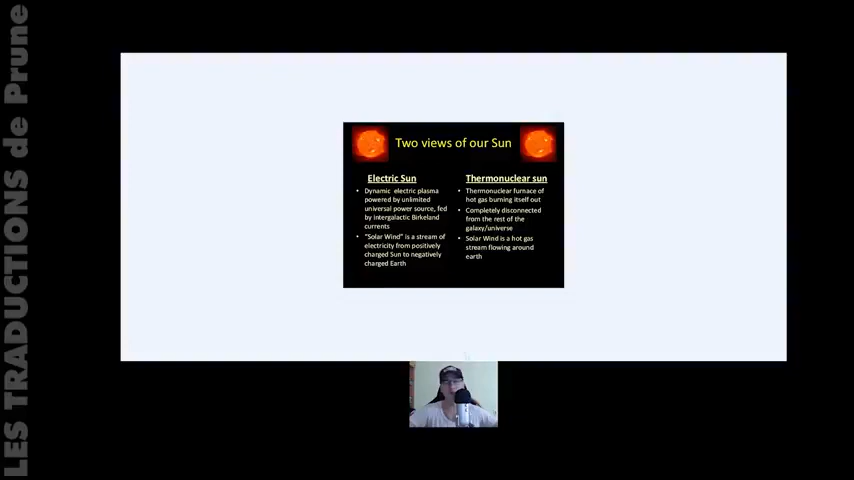 LES TRADUCTIONS de Prune
Two views of our Sun
Electric Sun
• Dynamic electric plasma
powered by unlimited
universal power source, fed
by intergalactic Birkeland
currents
• "Solar Wind" is a stream of
electricity from positively
charged Sun to negatively
charged Earth
Thermonuclear sun
• Thermonuclear furnace of
hot gas burning itself out
• Completely disconnected
from the rest of the
galaxy/universe
• Solar Wind is a hot gas
stream flowing around
earth